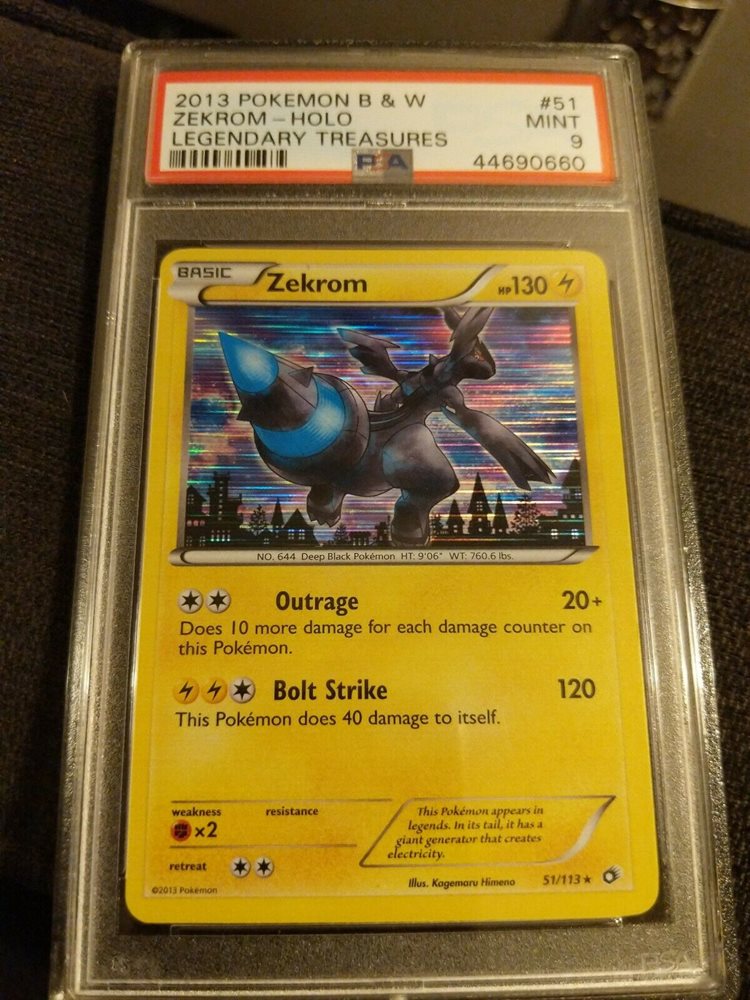 2013 POKEMON B & W #51
ZEKROM - HOLO MINT
LEGENDARY TREASURES 9
PSA 44690660
BASIC Zekrom HP130
NO. 644 Deep Black Pokémon HT: 9'06" WT: 760.6 lbs.
Outrage 20+
Does 10 more damage for each damage counter on
this Pokémon.
Bolt Strike 120
This Pokémon does 40 damage to itself.
weakness resistance
×2
retreat
This Pokémon appears in
legends. In its tail, it has a
giant generator that creates
electricity.
©2013 Pokémon
Illus. Kagemaru Himeno 51/113★
PSA